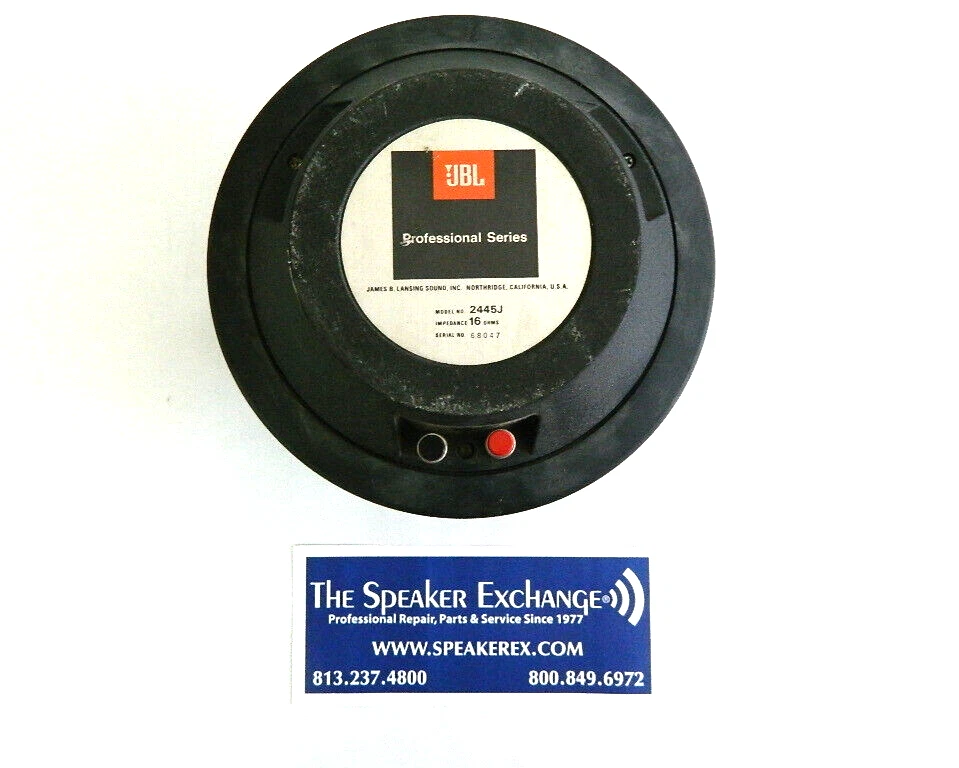 JBL
Professional Series
JAMES B. LANSING SOUND, INC. NORTHRIDGE, CALIFORNIA, U.S.A.
MODEL NO. 2445J
IMPEDANCE 16 OHMS
SERIAL NO. 68047
THE SPEAKER EXCHANGE®
Professional Repair, Parts & Service Since 1977
WWW.SPEAKEREX.COM
813.237.4800 800.849.6972